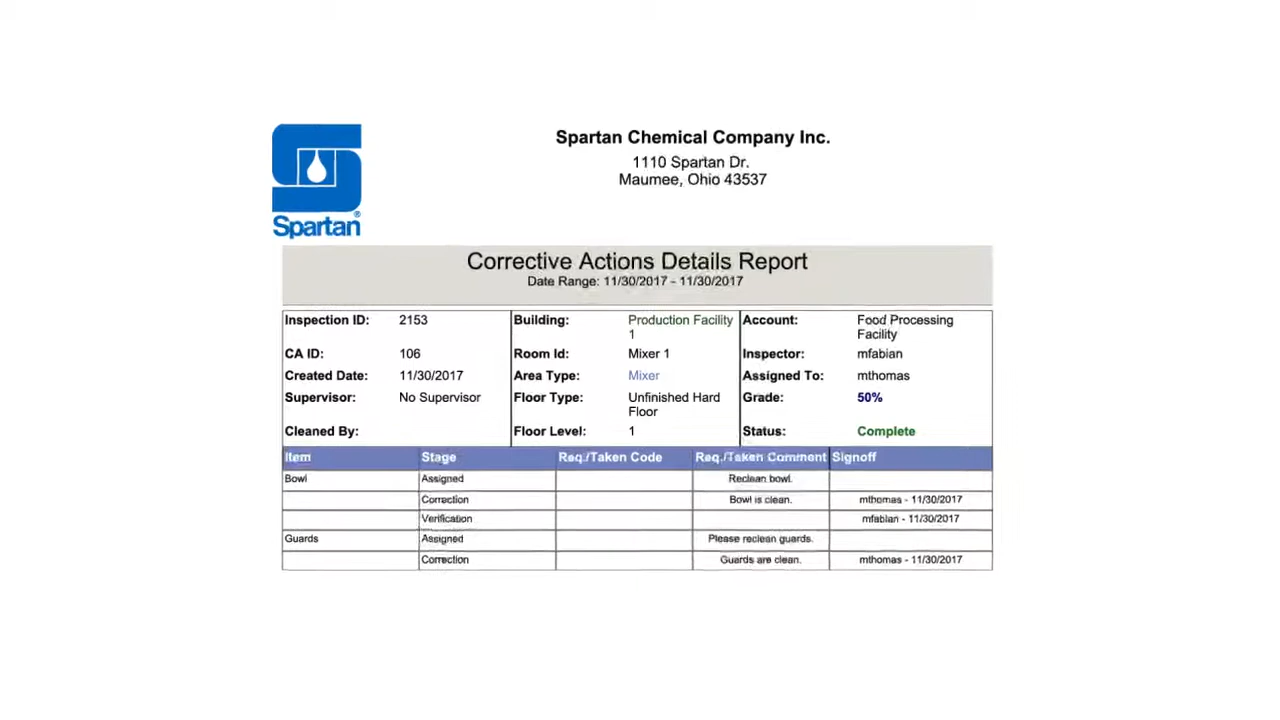 Spartan®
Spartan Chemical Company Inc.
1110 Spartan Dr.
Maumee, Ohio 43537
Corrective Actions Details Report
Date Range: 11/30/2017 - 11/30/2017
Inspection ID: 2153 Building: Production Facility 1 Account: Food Processing Facility
CA ID: 106 Room Id: Mixer 1 Inspector: mfabian
Created Date: 11/30/2017 Area Type: Mixer Assigned To: mthomas
Supervisor: No Supervisor Floor Type: Unfinished Hard Floor Grade: 50%
Cleaned By: Floor Level: 1 Status: Complete
Item Stage Req./Taken Code Req./Taken Comment Signoff
Bowl Assigned Reclean bowl.
Correction Bowl is clean. mthomas - 11/30/2017
Verification mfabian - 11/30/2017
Guards Assigned Please reclean guards.
Correction Guards are clean. mthomas - 11/30/2017